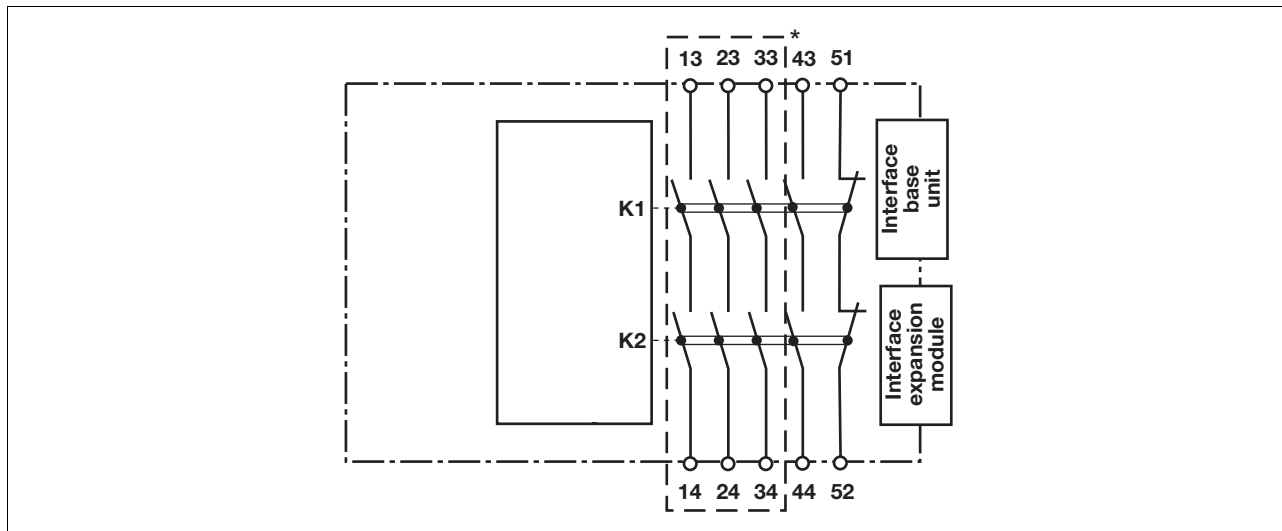 *
13 23 33 43 51
K1
K2
14 24 34 44 52
Interface
base
unit
Interface
expansion
module